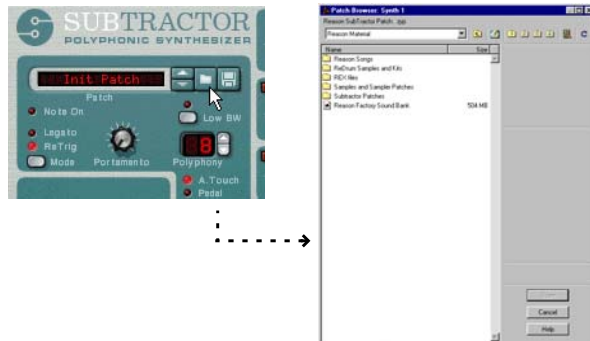 SUBTRACTOR
POLYPHONIC SYNTHESIZER
Init Patch
Patch
Note On
Low BW
Legato
ReTrig
Mode
Portamento
8
Polyphony
A.Touch
Pedal
Patch Browser: Synth 1
Reason SubTractor Patch .zyp
Reason Material
Name Size
Reason Songs
ReDrum Samples and Kits
REX files
Samples and Sampler Patches
Subtractor Patches
Reason Factory Sound Bank 504 MB
Cancel
Help